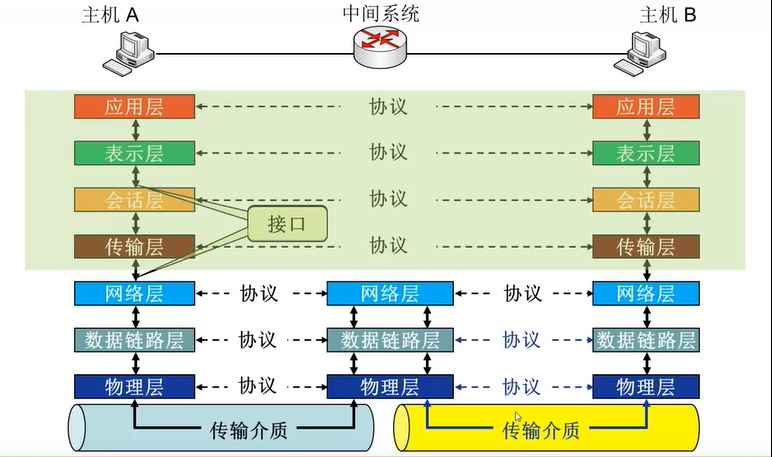 主机 A
中间系统
主机 B
应用层
协议
应用层
表示层
协议
表示层
会话层
协议
会话层
接口
传输层
协议
传输层
网络层
协议
网络层
协议
网络层
数据链路层
协议
数据链路层
协议
数据链路层
物理层
协议
物理层
协议
物理层
传输介质
传输介质